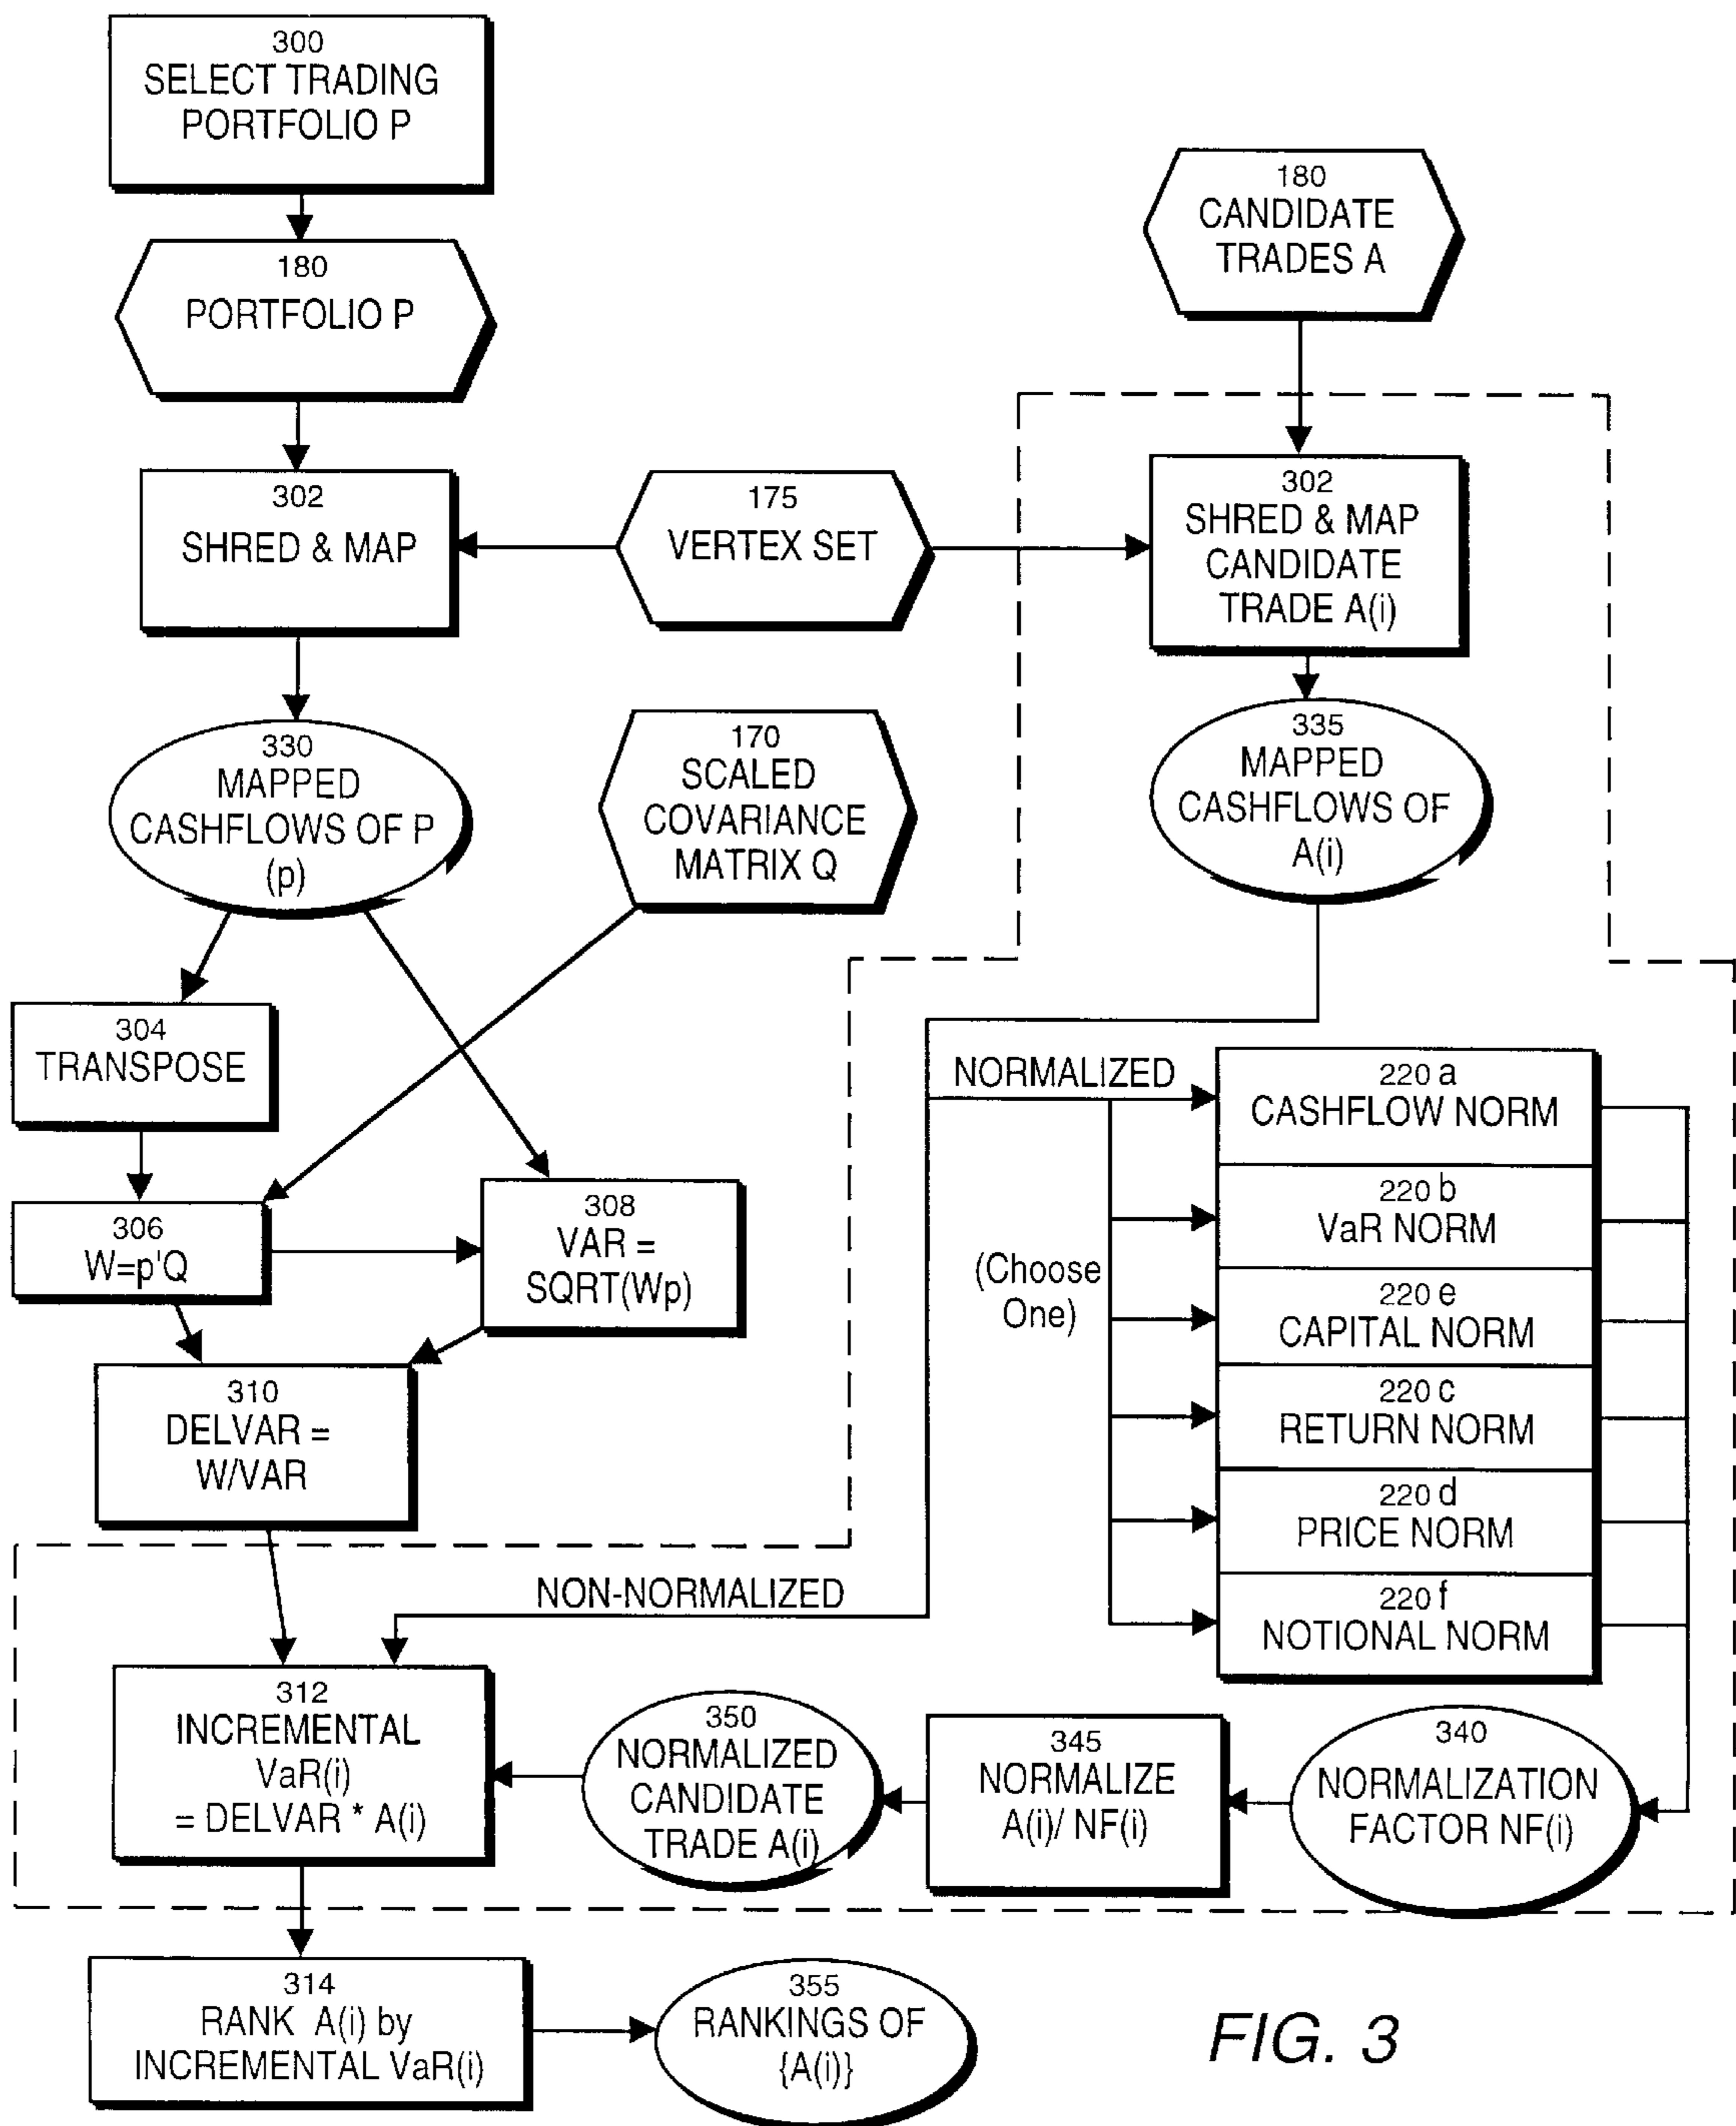 300
SELECT TRADING
PORTFOLIO P
180
PORTFOLIO P
180
CANDIDATE
TRADES A
302
SHRED & MAP
175
VERTEX SET
302
SHRED & MAP
CANDIDATE
TRADE A(i)
330
MAPPED
CASHFLOWS OF P
(p)
170
SCALED
COVARIANCE
MATRIX Q
335
MAPPED
CASHFLOWS OF
A(i)
304
TRANSPOSE
306
W=p'Q
308
VAR =
SQRT(Wp)
310
DELVAR =
W/VAR
NORMALIZED
(Choose
One)
220 a
CASHFLOW NORM
220 b
VaR NORM
220 e
CAPITAL NORM
220 c
RETURN NORM
220 d
PRICE NORM
220 f
NOTIONAL NORM
NON-NORMALIZED
312
INCREMENTAL
VaR(i)
= DELVAR * A(i)
350
NORMALIZED
CANDIDATE
TRADE A(i)
345
NORMALIZE
A(i)/ NF(i)
340
NORMALIZATION
FACTOR NF(i)
314
RANK A(i) by
INCREMENTAL VaR(i)
355
RANKINGS OF
{A(i)}
FIG. 3